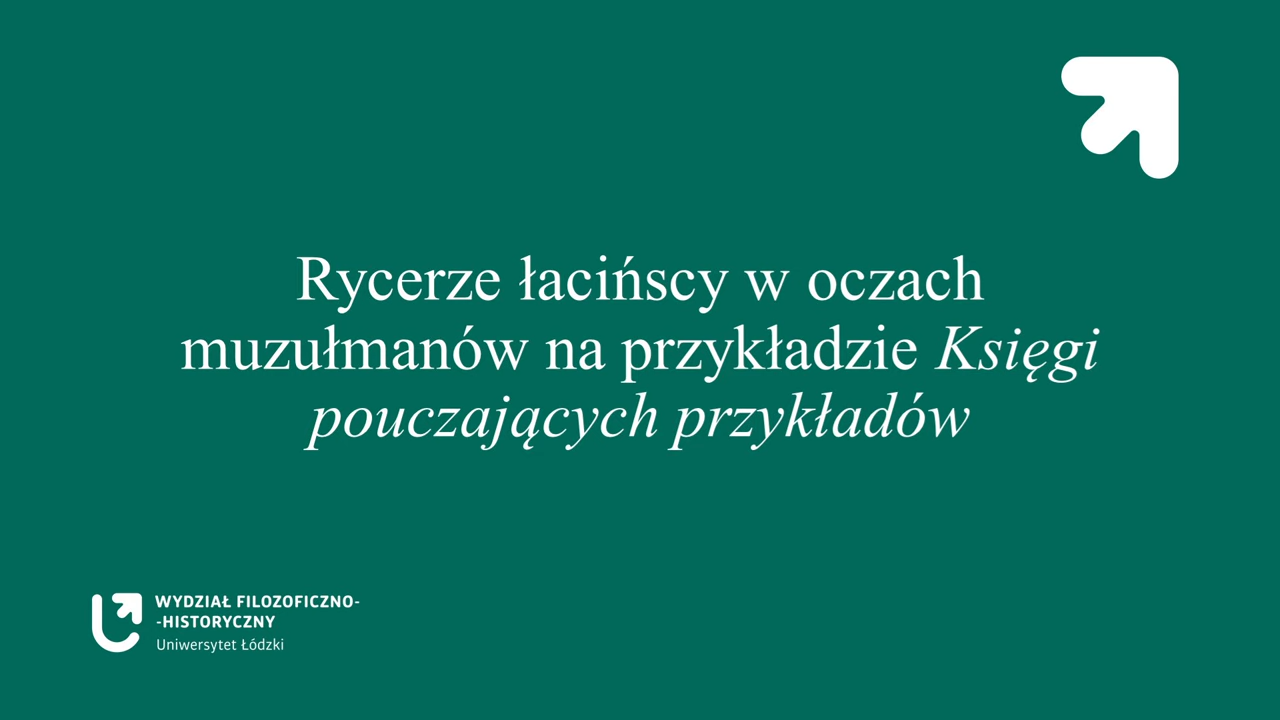 Rycerze łacińscy w oczach
muzułmanów na przykładzie Księgi
pouczających przykładów
WYDZIAŁ FILOZOFICZNO-
-HISTORYCZNY
Uniwersytet Łódzki